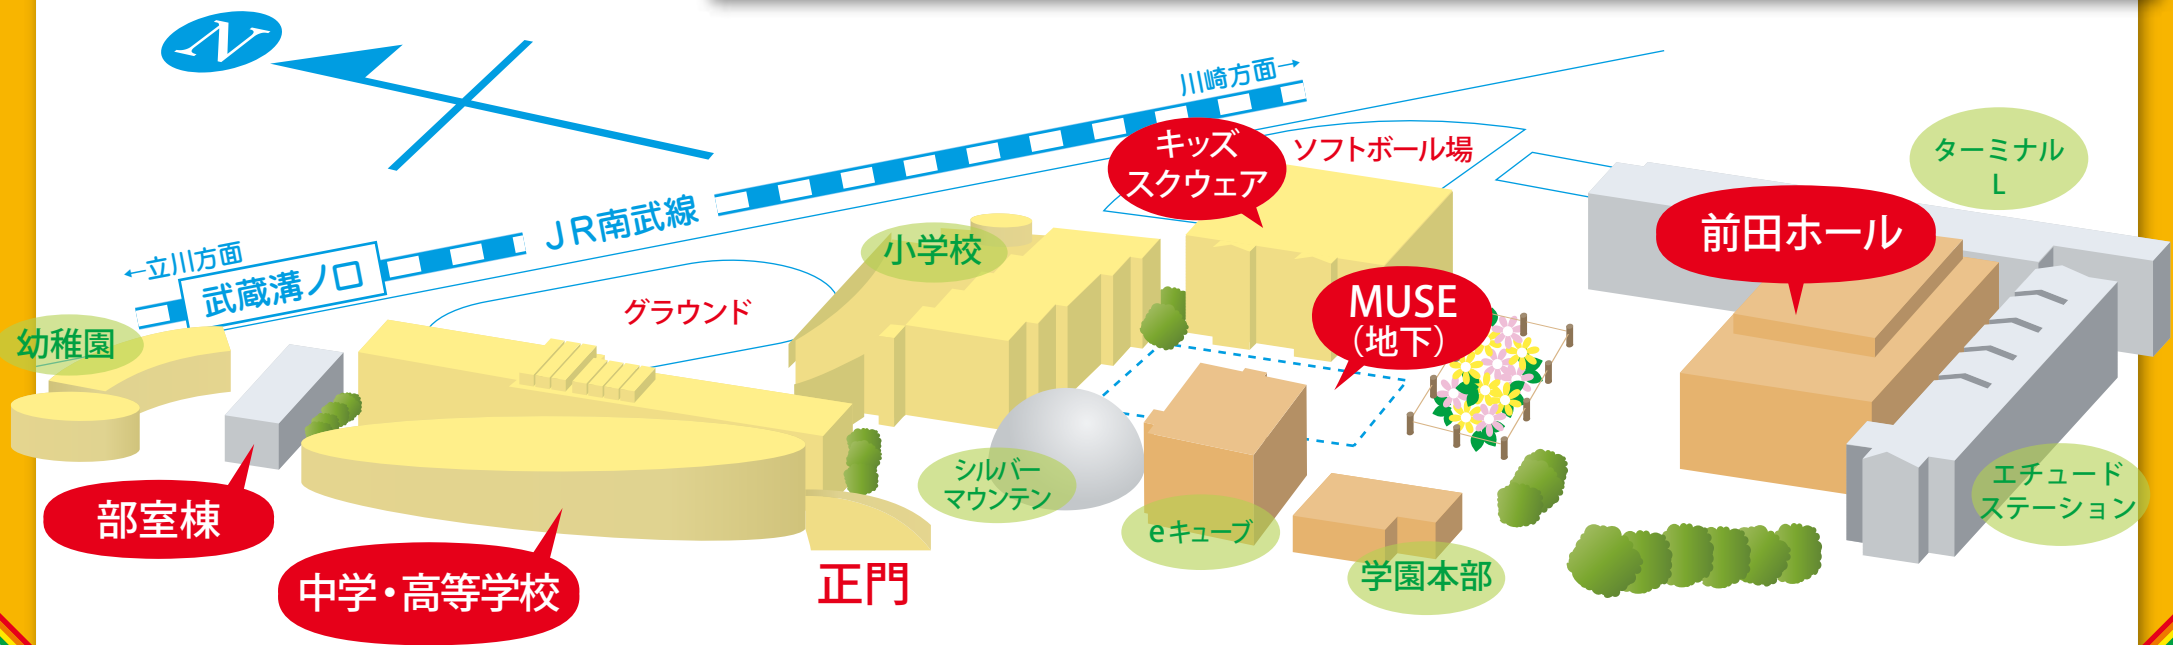 N
川崎方面→
キッズ
スクウェア
ソフトボール場
ターミナル
L
前田ホール
JR南武線
←立川方面
武蔵溝ノ口
小学校
グラウンド
MUSE
(地下)
幼稚園
シルバー
マウンテン
eキューブ
エチュード
ステーション
部室棟
中学・高等学校
正門
学園本部